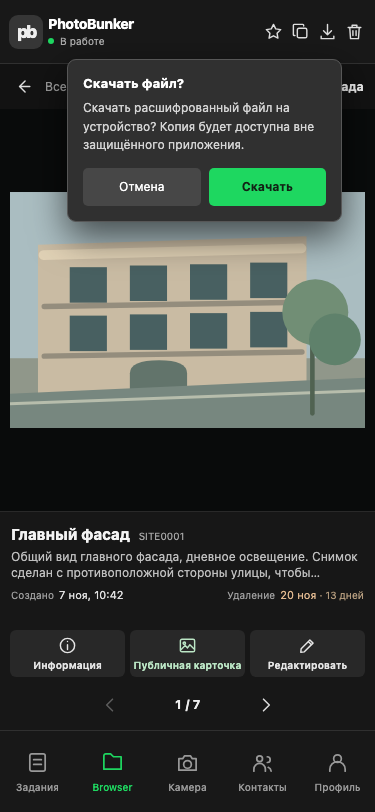 pb PhotoBunker
В работе
Все
ада
Скачать файл?
Скачать расшифрованный файл на
устройство? Копия будет доступна вне
защищённого приложения.
Отмена Скачать
Главный фасад SITE0001
Общий вид главного фасада, дневное освещение. Снимок
сделан с противоположной стороны улицы, чтобы...
Создано 7 ноя, 10:42 Удаление 20 ноя · 13 дней
Информация Публичная карточка Редактировать
1 / 7
Задания Browser Камера Контакты Профиль